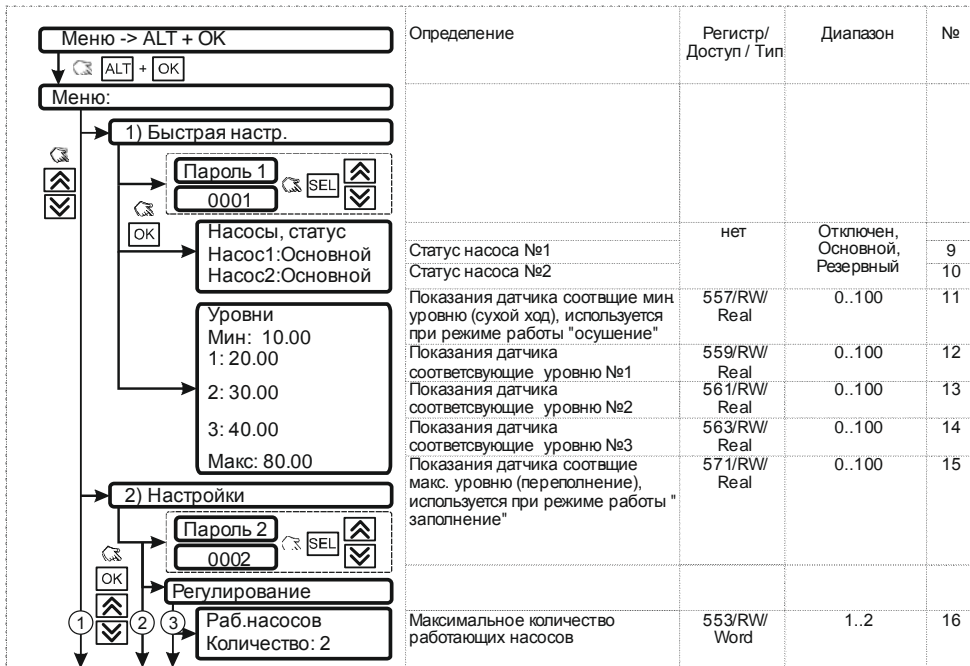 Меню -> ALT + OK
Определение
Регистр/
Доступ / Тип
Диапазон
№
ALT + OK
Меню:
1) Быстрая настр.
Пароль 1
0001
SEL
OK
Насосы, статус
Насос1:Основной
Насос2:Основной
нет
Отключен,
Основной,
Резервный
Статус насоса №1
9
Статус насоса №2
10
Уровни
Мин: 10.00
1: 20.00
2: 30.00
3: 40.00
Макс: 80.00
Показания датчика соотвщие мин.
уровню (сухой ход), используется
при режиме работы "осушение"
557/RW/
Real
0..100
11
Показания датчика
соответсвующие уровню №1
559/RW/
Real
0..100
12
Показания датчика
соответсвующие уровню №2
561/RW/
Real
0..100
13
Показания датчика
соответсвующие уровню №3
563/RW/
Real
0..100
14
Показания датчика соотвщие
макс. уровню (переполнение),
используется при режиме работы "
заполнение"
571/RW/
Real
0..100
15
2) Настройки
Пароль 2
0002
SEL
OK
Регулирование
1
2
3
Раб.насосов
Количество: 2
Максимальное количество
работающих насосов
553/RW/
Word
1..2
16